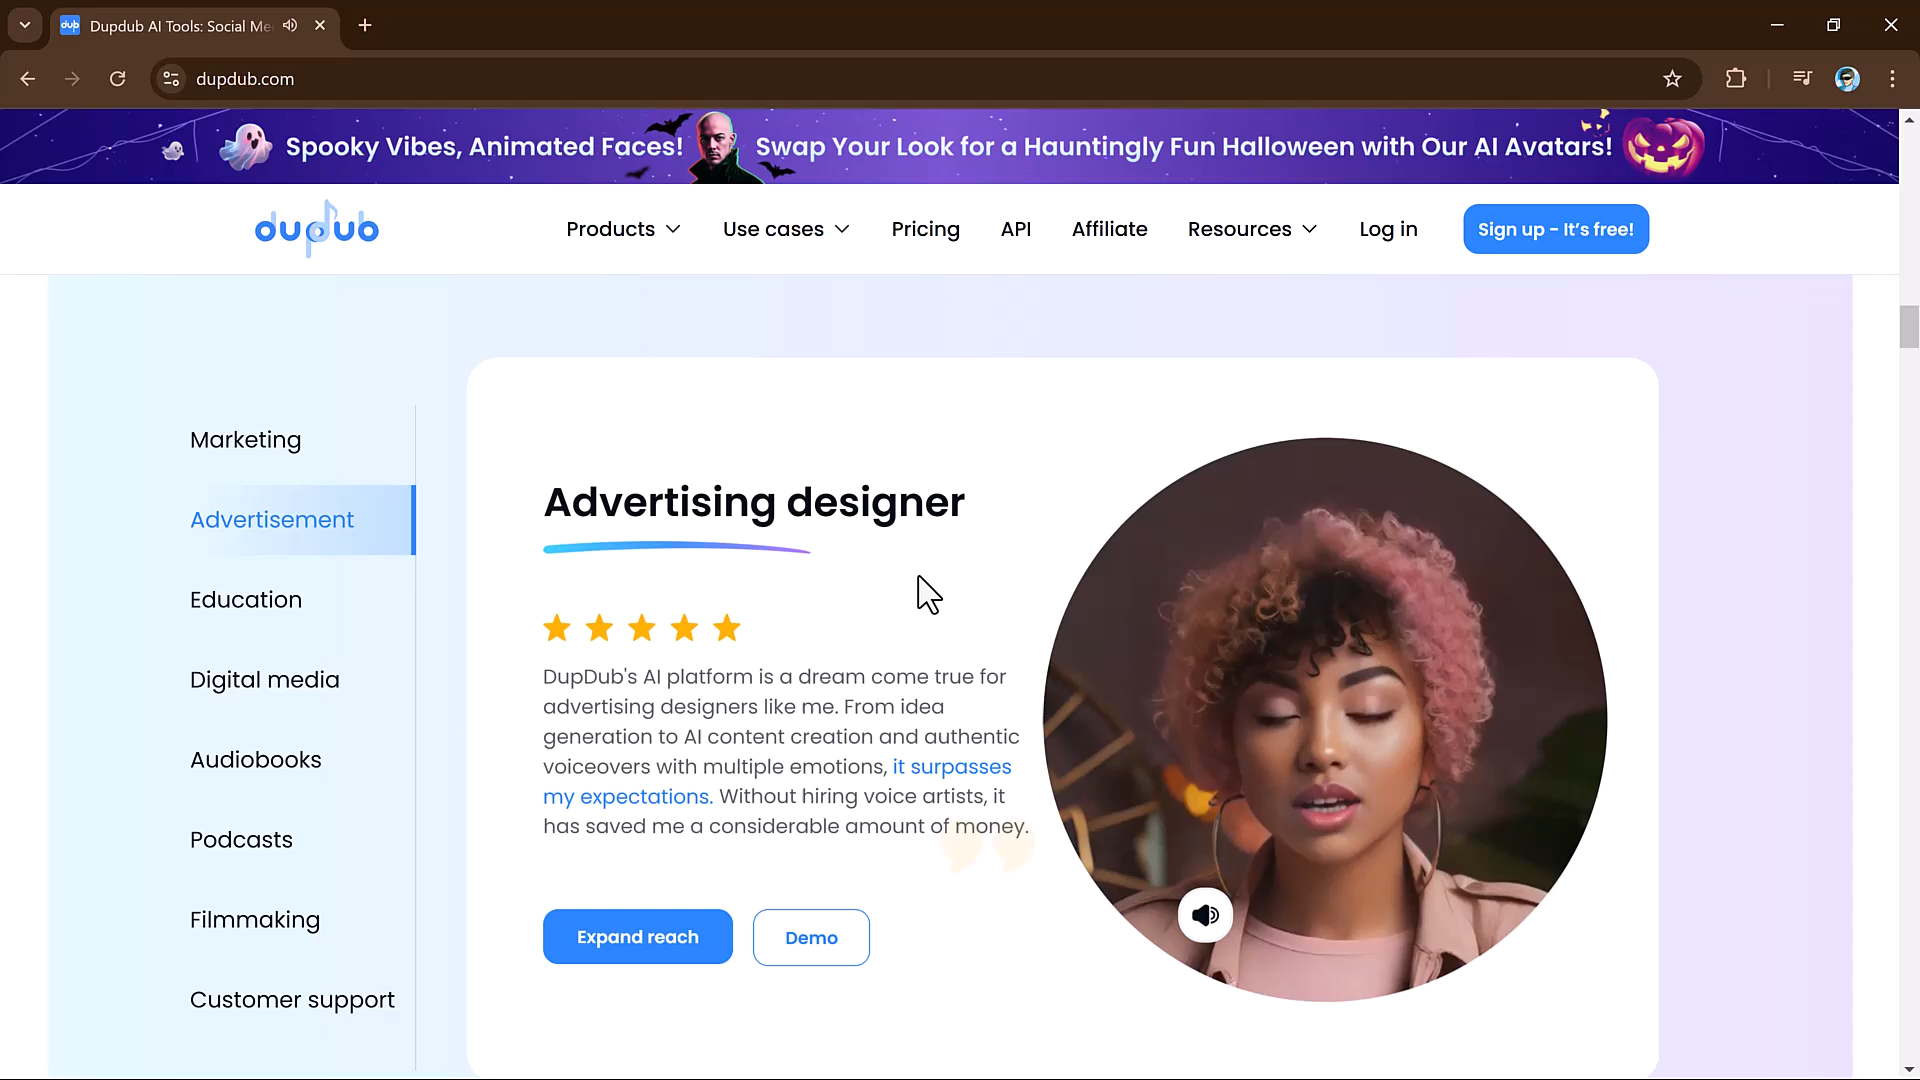 dub Dupdub AI Tools: Social Me
dupdub.com
Spooky Vibes, Animated Faces! Swap Your Look for a Hauntingly Fun Halloween with Our AI Avatars!
dupdub Products Use cases Pricing API Affiliate Resources Log in Sign up - It's free!
Marketing
Advertisement
Education
Digital media
Audiobooks
Podcasts
Filmmaking
Customer support
Advertising designer
DupDub's AI platform is a dream come true for
advertising designers like me. From idea
generation to AI content creation and authentic
voiceovers with multiple emotions, it surpasses
my expectations. Without hiring voice artists, it
has saved me a considerable amount of money.
Expand reach Demo